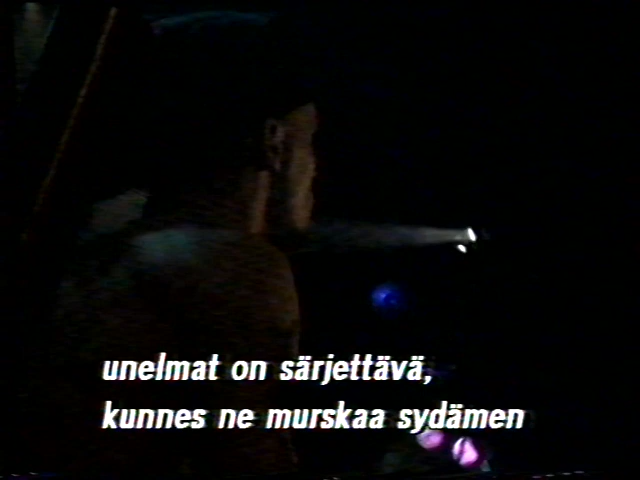 unelmat on särjettävä,
kunnes ne murskaa sydämen